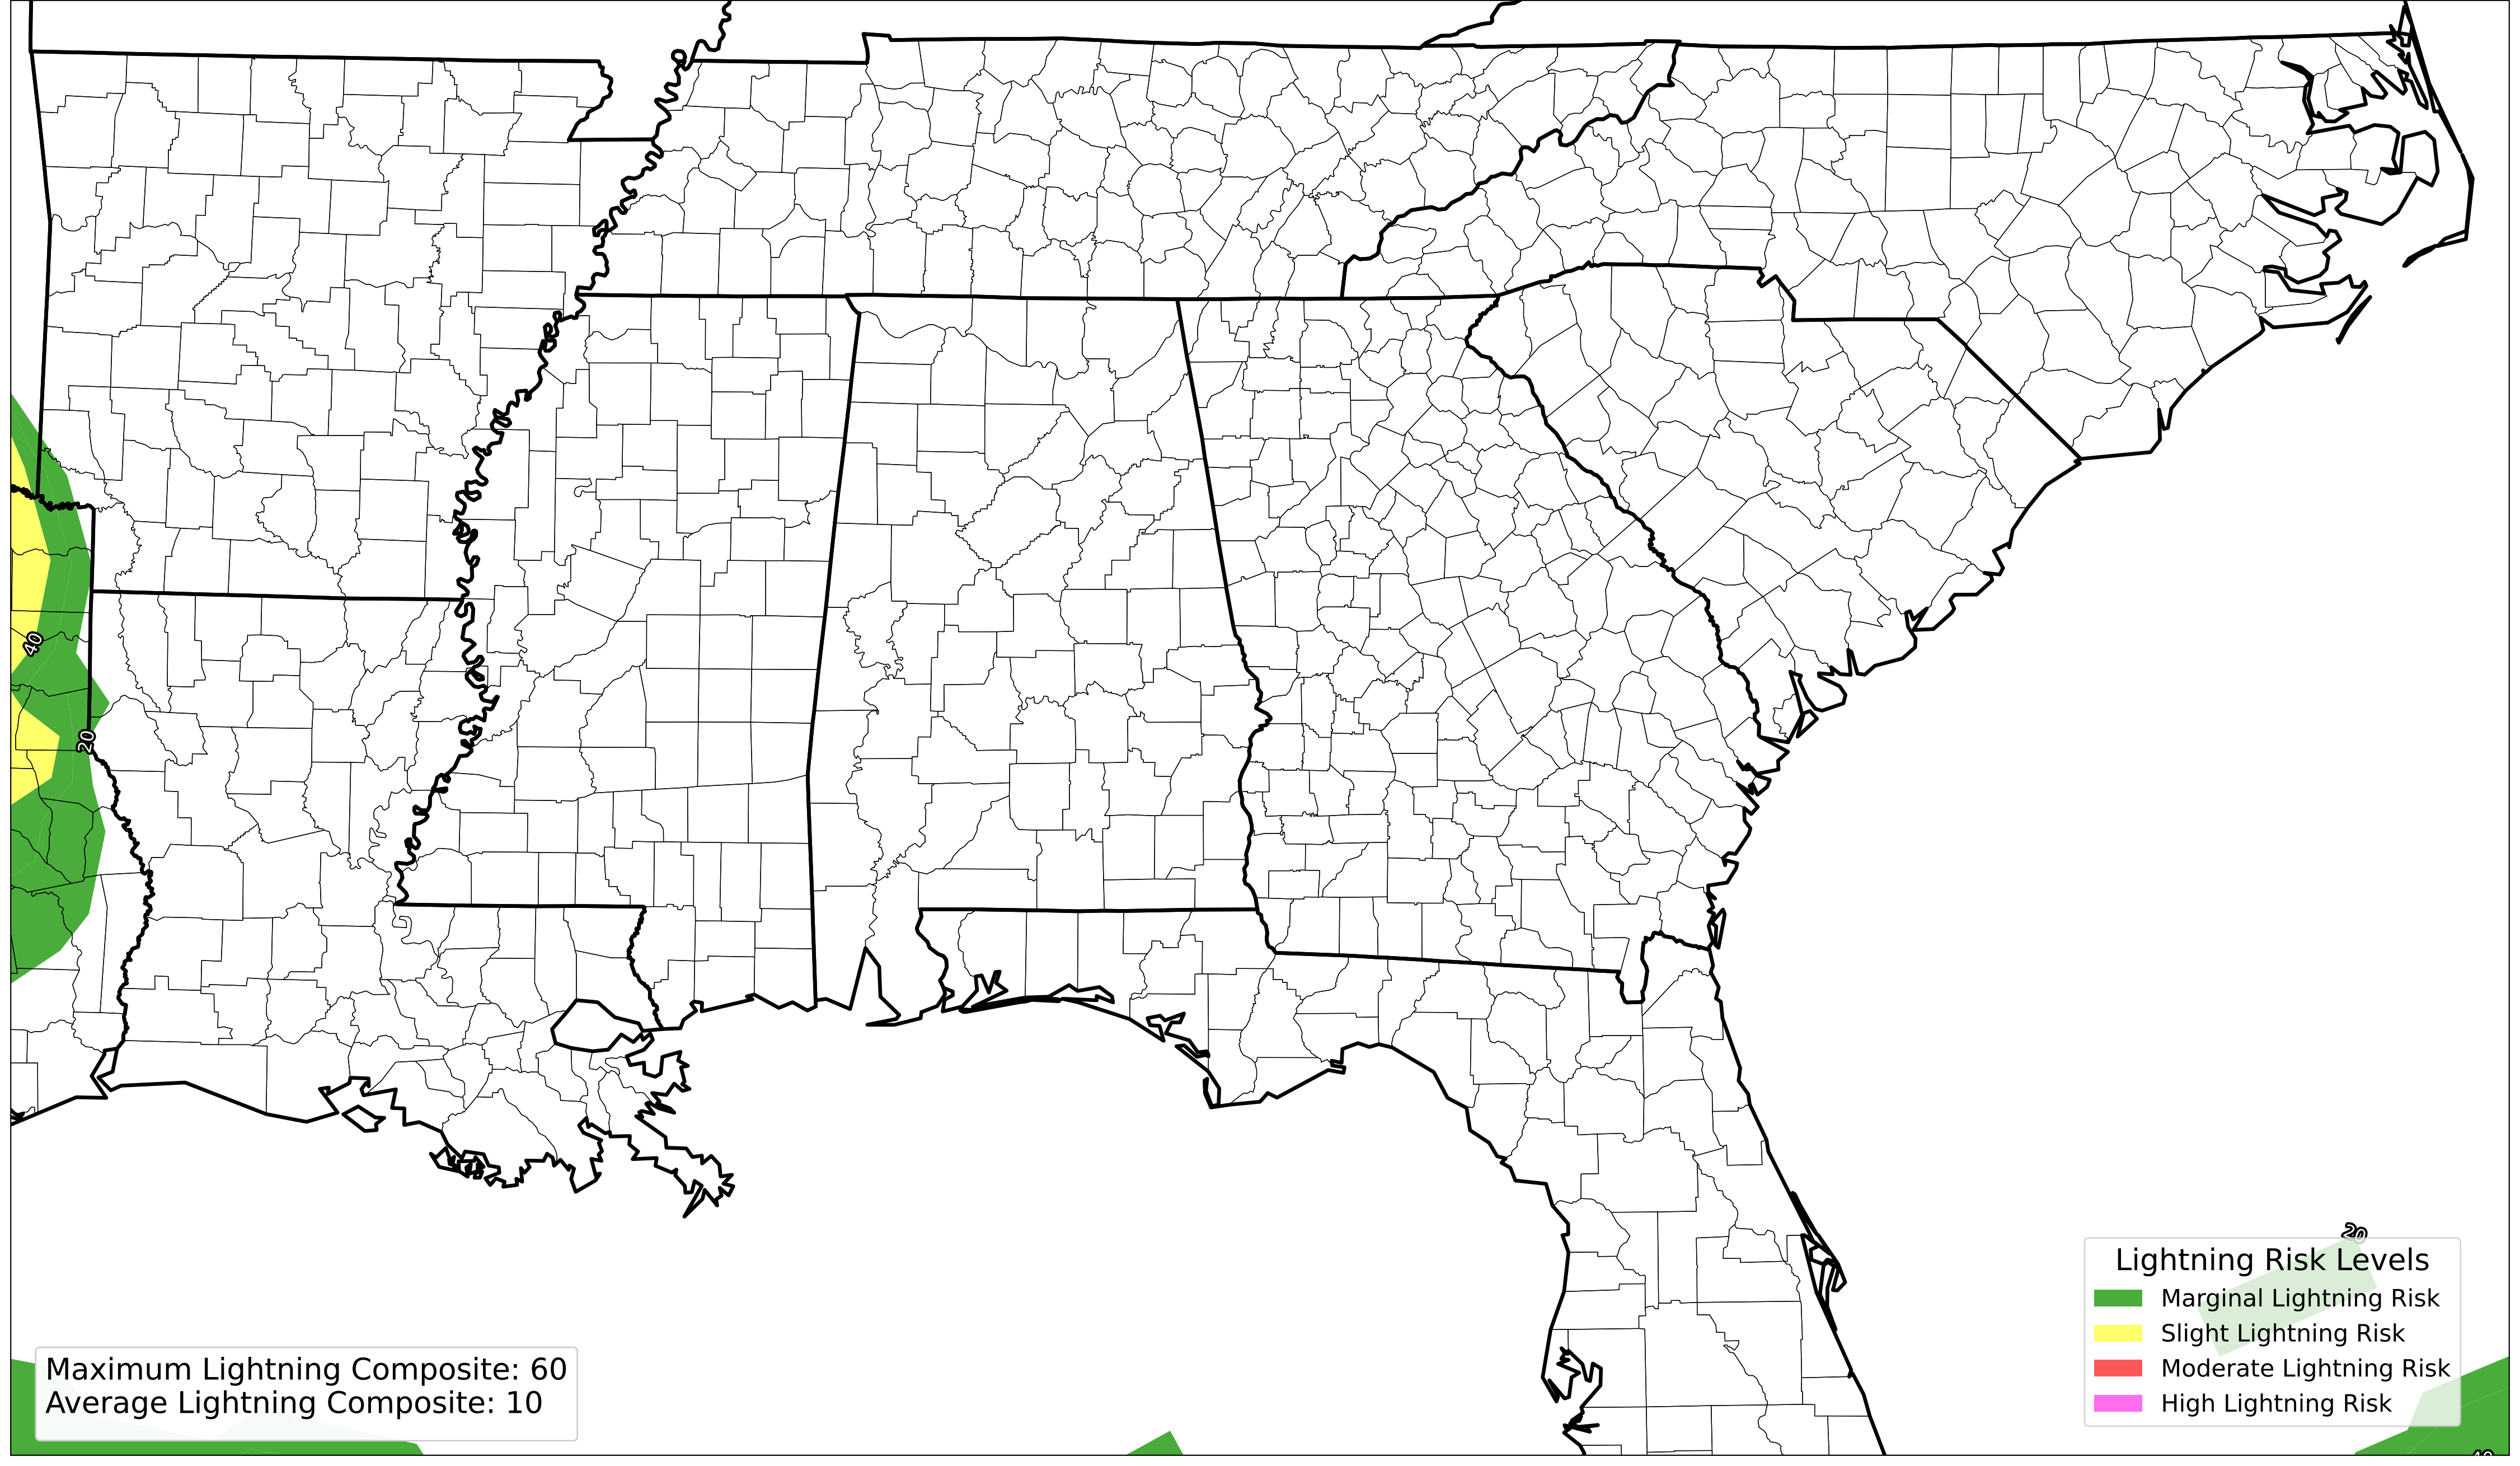 40
20
20
Lightning Risk Levels
Marginal Lightning Risk
Slight Lightning Risk
Moderate Lightning Risk
High Lightning Risk
Maximum Lightning Composite: 60
Average Lightning Composite: 10